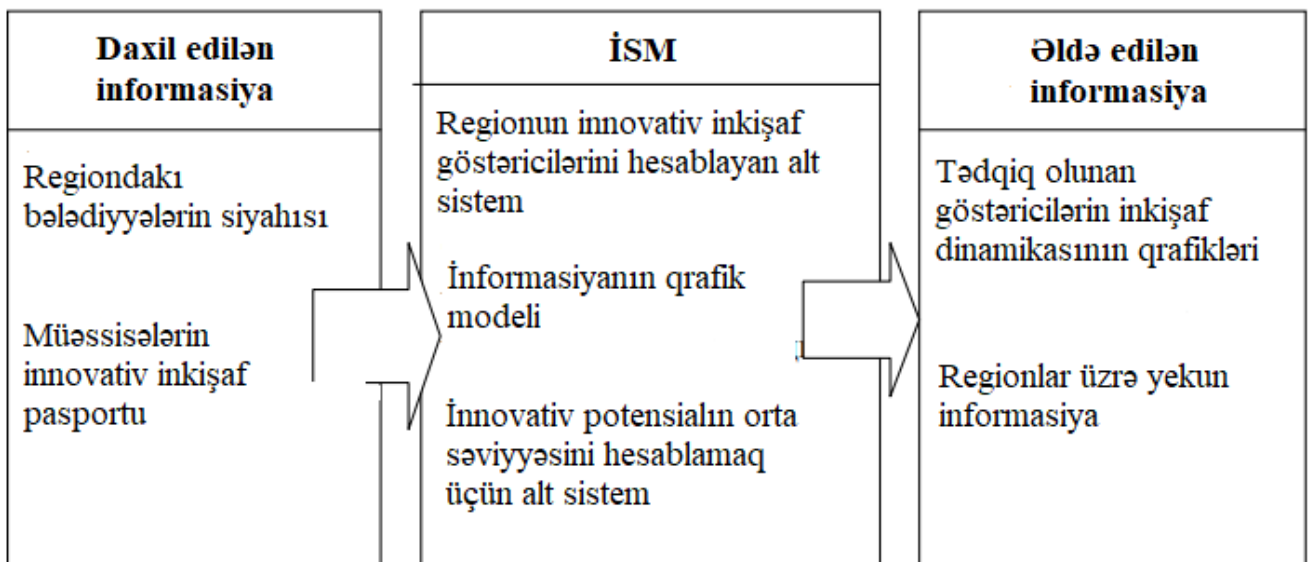 Daxil edilən
informasiya
Regiondakı
bələdiyyələrin siyahısı
Müəssisələrin
innovativ inkişaf
pasportu
İSM
Regionun innovativ inkişaf
göstəricilərini hesablayan alt
sistem
İnformasiyanın qrafik
modeli
İnnovativ potensialın orta
səviyyəsini hesablamaq
üçün alt sistem
Əldə edilən
informasiya
Tədqiq olunan
göstəricilərin inkişaf
dinamikasının qrafikləri
Regionlar üzrə yekun
informasiya